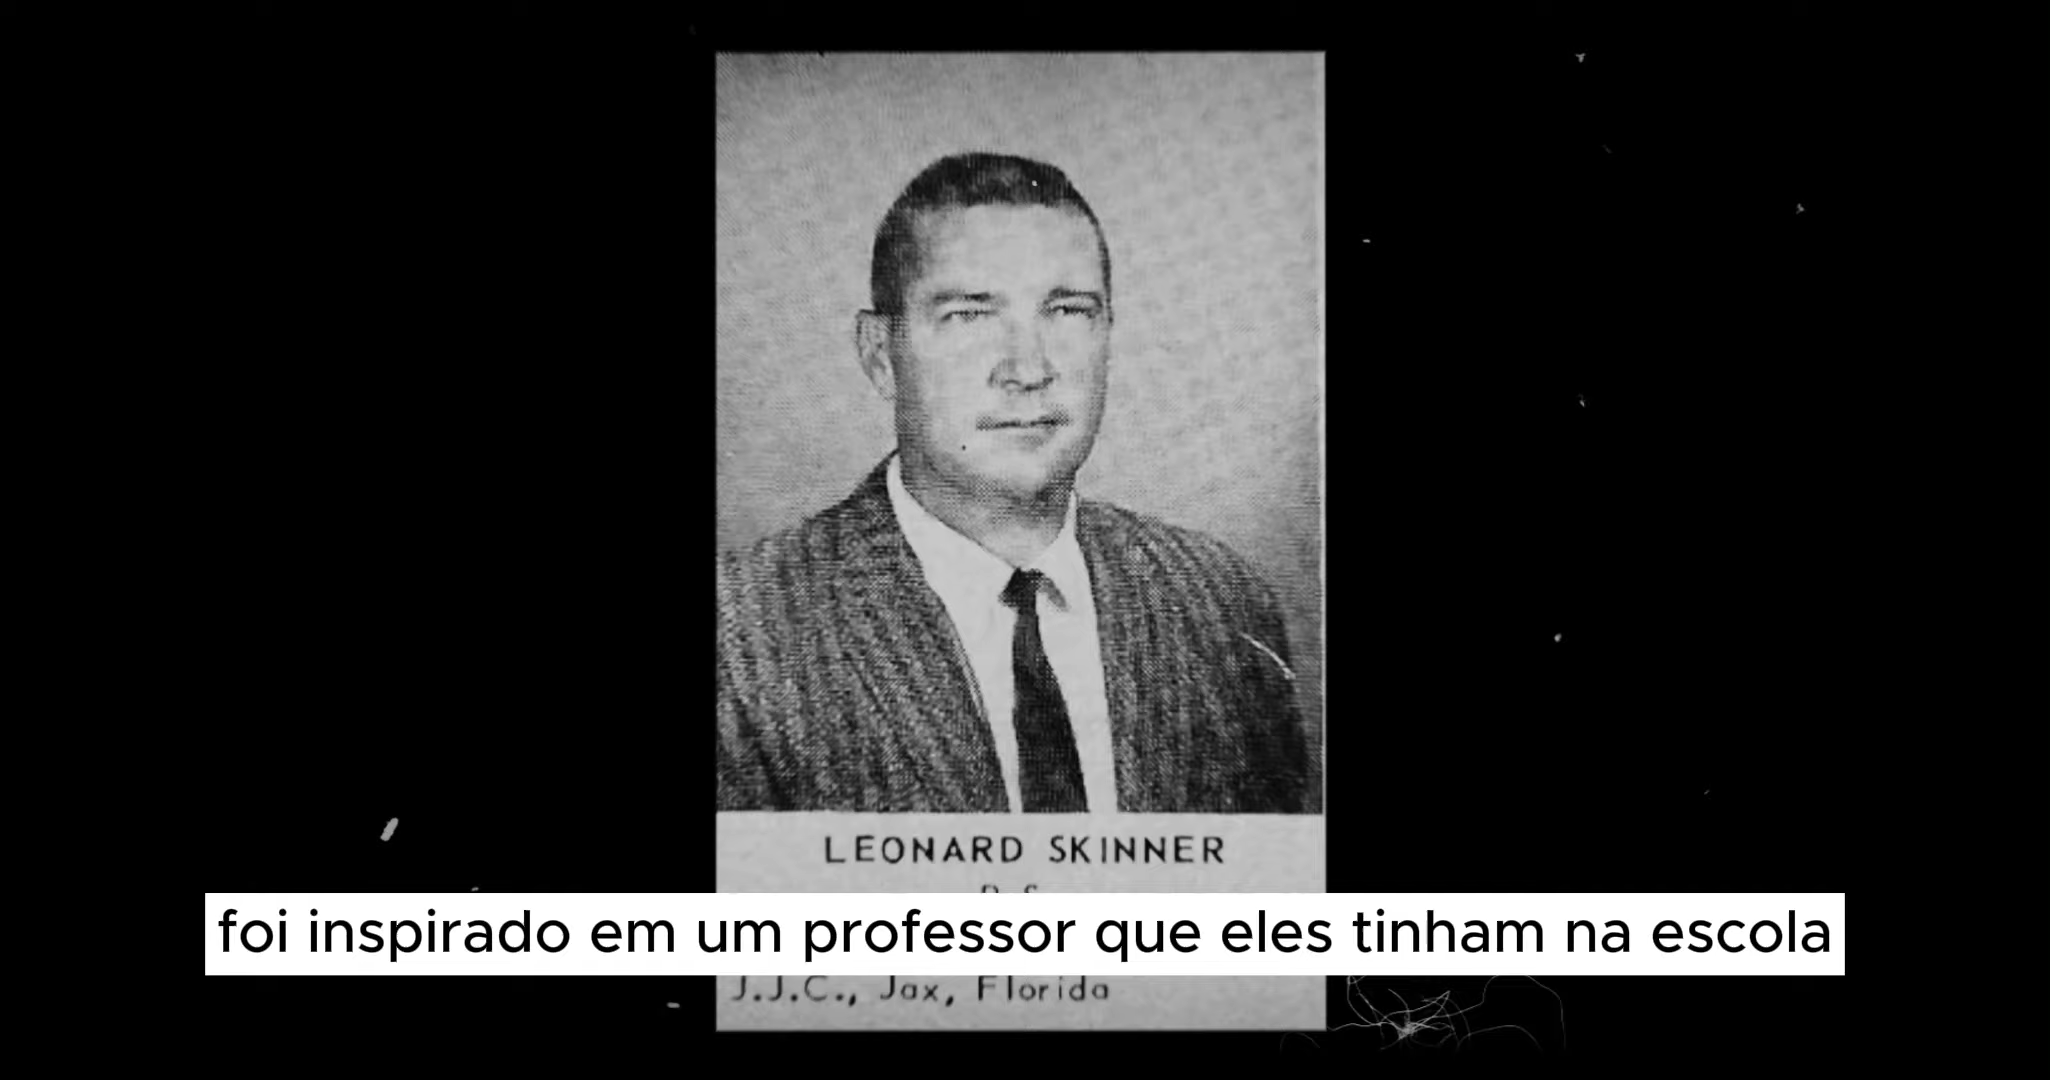 LEONARD SKINNER
foi inspirado em um professor que eles tinham na escola
J.J.C., Jax, Florida